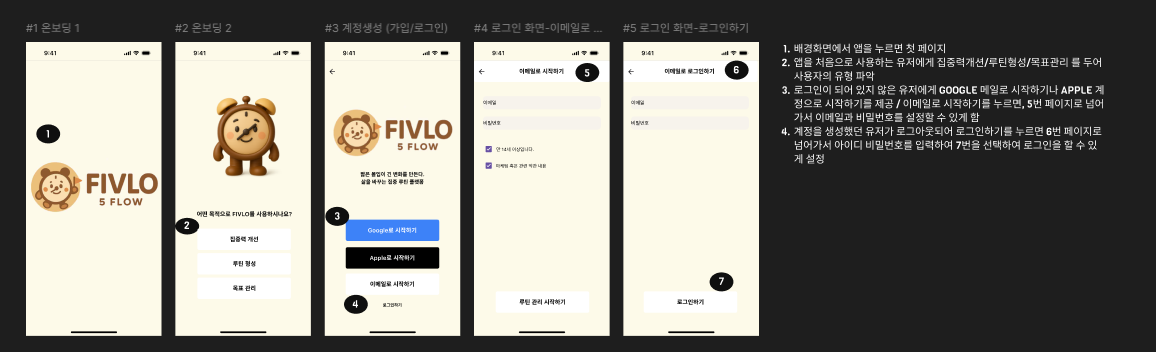 #1 온보딩 1
#2 온보딩 2
#3 계정생성 (가입/로그인)
#4 로그인 화면-이메일로 ...
#5 로그인 화면-로그인하기
9:41
1
FIVLO
5 FLOW
9:41
어떤 목적으로 FIVLO를 사용하시나요?
2
집중력 개선
루틴 형성
목표 관리
9:41
FIVLO
5 FLOW
짧은 몰입이 긴 변화를 만든다.
삶을 바꾸는 집중 루틴 플랫폼
3
Google로 시작하기
Apple로 시작하기
이메일로 시작하기
4
로그인하기
9:41
이메일로 시작하기
5
이메일
비밀번호
만 14세 이상입니다.
마케팅 혹은 관련 약관 내용
루틴 관리 시작하기
9:41
이메일로 로그인하기
6
이메일
비밀번호
7
로그인하기
1. 배경화면에서 앱을 누르면 첫 페이지
2. 앱을 처음으로 사용하는 유저에게 집중력개선/루틴형성/목표관리 를 두어
사용자의 유형 파악
3. 로그인이 되어 있지 않은 유저에게 GOOGLE 메일로 시작하기나 APPLE 계
정으로 시작하기를 제공 / 이메일로 시작하기를 누르면, 5번 페이지로 넘어
가서 이메일과 비밀번호를 설정할 수 있게 함
4. 계정을 생성했던 유저가 로그아웃되어 로그인하기를 누르면 6번 페이지로
넘어가서 아이디 비밀번호를 입력하여 7번을 선택하여 로그인을 할 수 있
게 설정